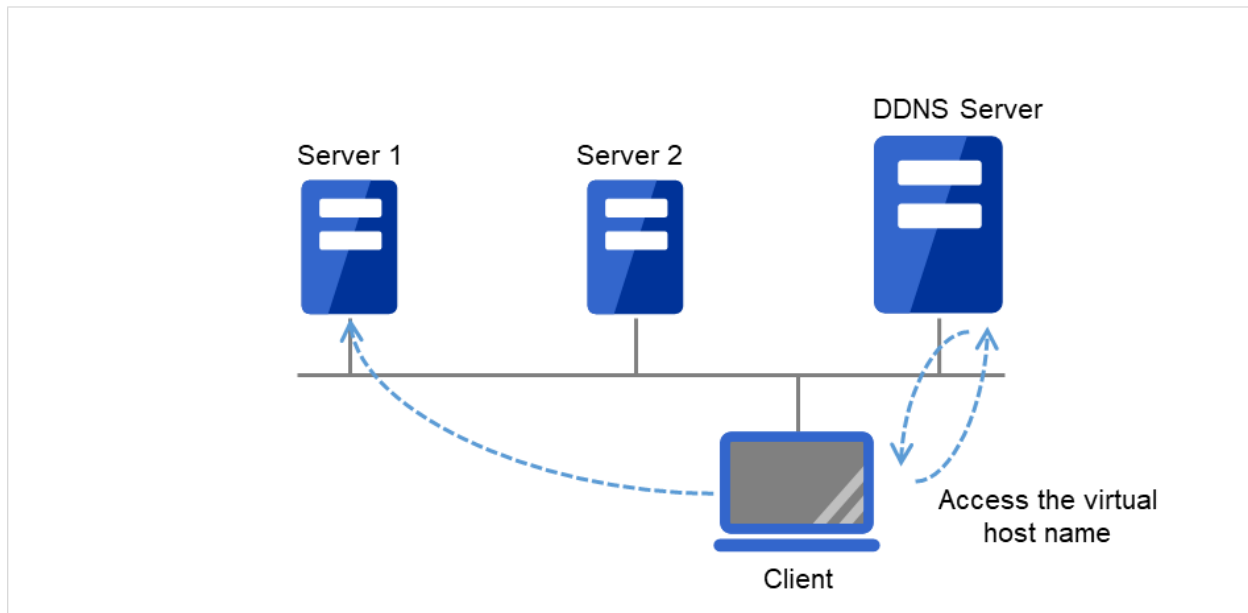 DDNS Server
Server 1
Server 2
Access the virtual
host name
Client